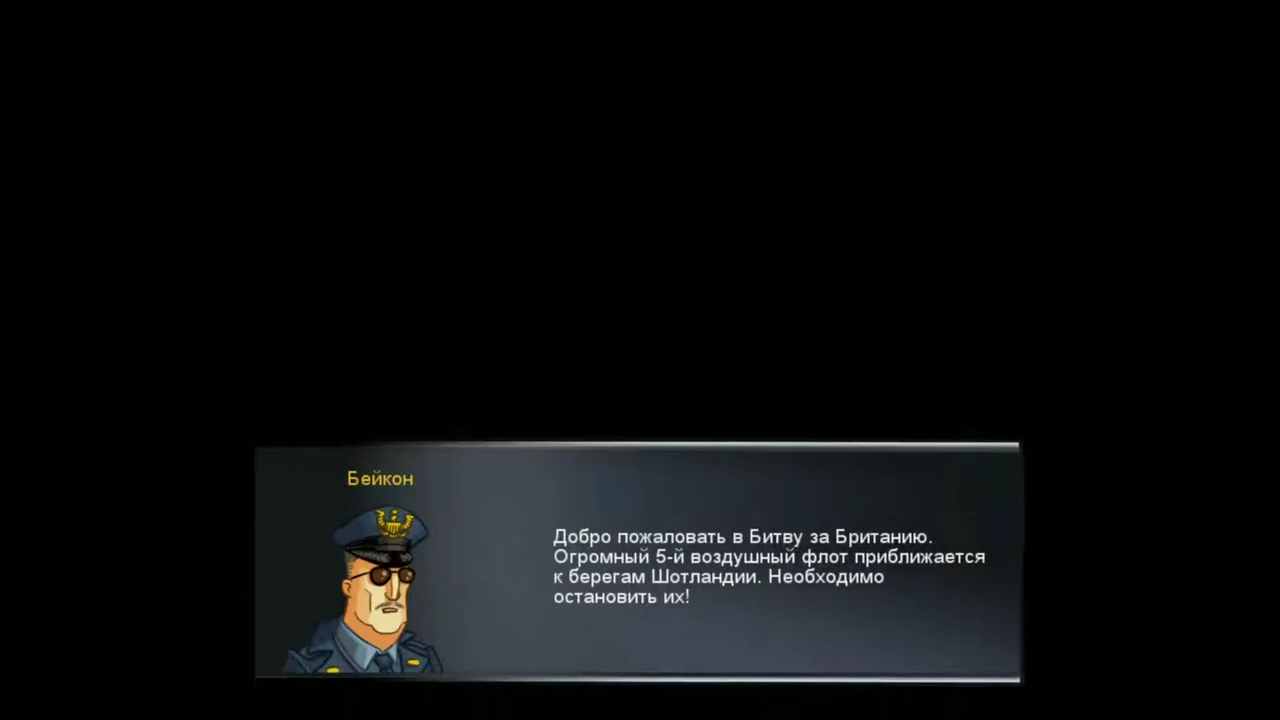 Бейкон
Добро пожаловать в Битву за Британию.
Огромный 5-й воздушный флот приближается
к берегам Шотландии. Необходимо
остановить их!